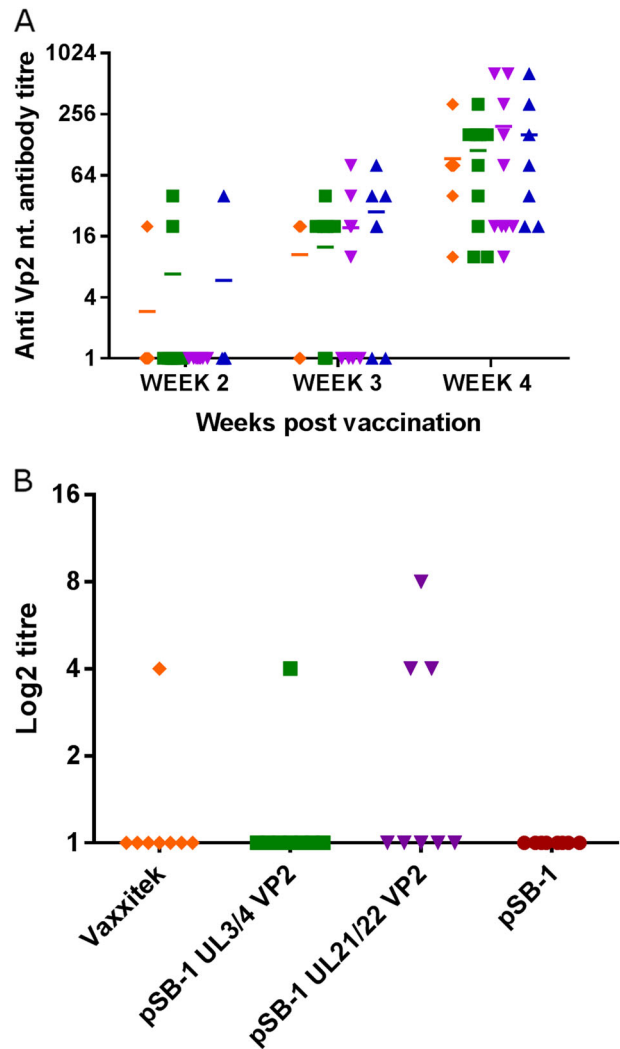 A
Anti Vp2 nt. antibody titre
1024
256
64
16
4
1
WEEK 2
WEEK 3
WEEK 4
Weeks post vaccination
B
Log2 titre
16
8
4
2
1
Vaxxitek
pSB-1 UL3/4 VP2
pSB-1 UL21/22 VP2
pSB-1